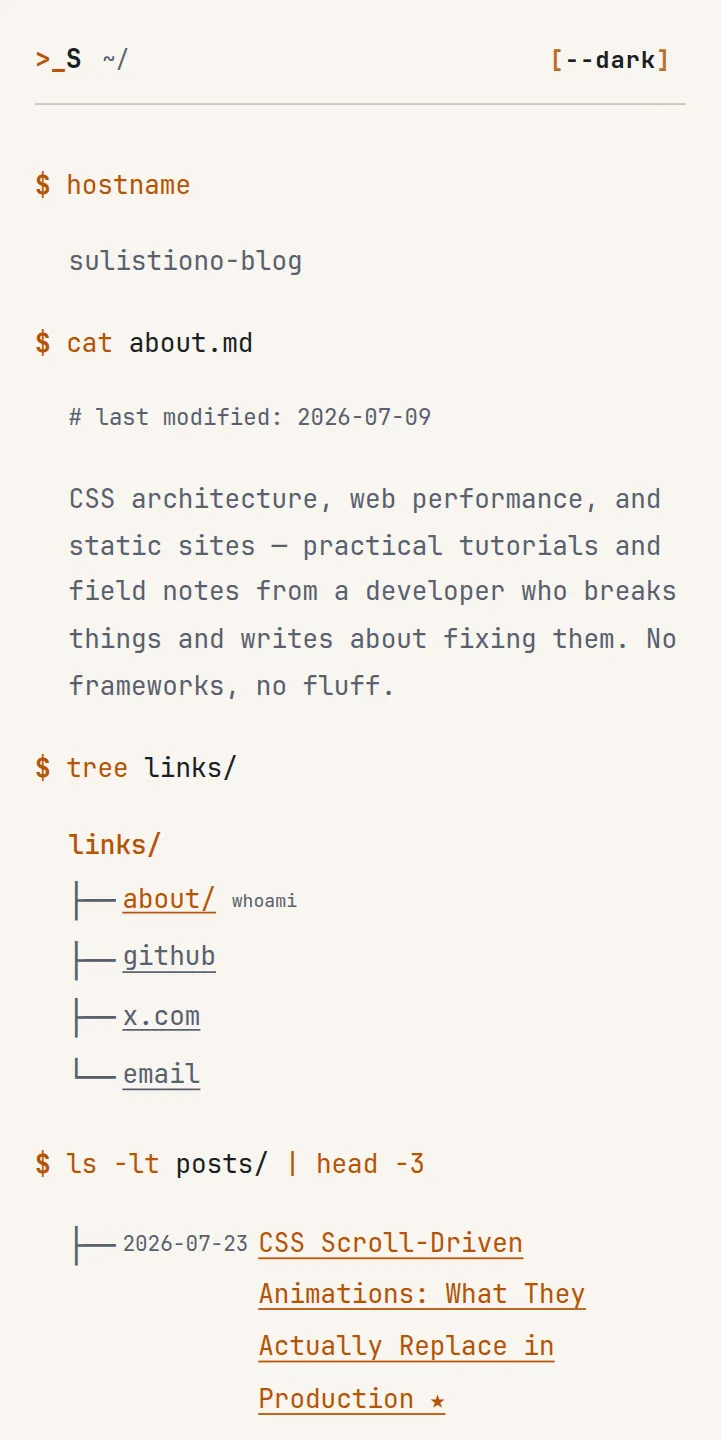 >_S ~/ [--dark]
$ hostname
sulistiono-blog
$ cat about.md
# last modified: 2026-07-09
CSS architecture, web performance, and
static sites — practical tutorials and
field notes from a developer who breaks
things and writes about fixing them. No
frameworks, no fluff.
$ tree links/
links/
├── about/ whoami
├── github
├── x.com
└── email
$ ls -lt posts/ | head -3
├── 2026-07-23 CSS Scroll-Driven
Animations: What They
Actually Replace in
Production ★